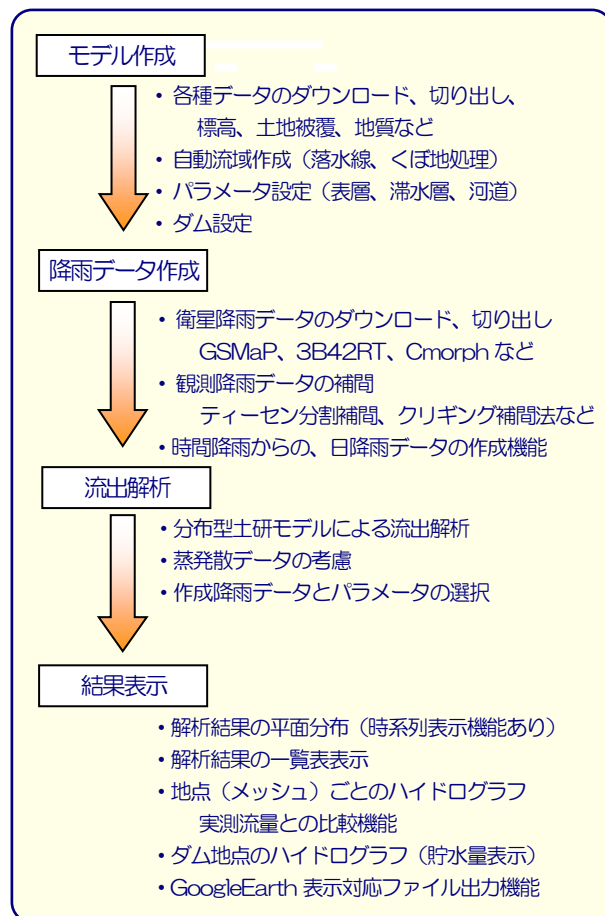 モデル作成
・各種データのダウンロード、切り出し、
標高、土地被覆、地質など
・自動流域作成（落水線、くぼ地処理）
・パラメータ設定（表層、滞水層、河道）
・ダム設定
降雨データ作成
・衛星降雨データのダウンロード、切り出し
GSMaP、3B42RT、Cmorph など
・観測降雨データの補間
ティーセン分割補間、クリギング補間法など
・時間降雨からの、日降雨データの作成機能
流出解析
・分布型土研モデルによる流出解析
・蒸発散データの考慮
・作成降雨データとパラメータの選択
結果表示
・解析結果の平面分布（時系列表示機能あり）
・解析結果の一覧表表示
・地点（メッシュ）ごとのハイドログラフ
実測流量との比較機能
・ダム地点のハイドログラフ（貯水量表示）
・GoogleEarth 表示対応ファイル出力機能